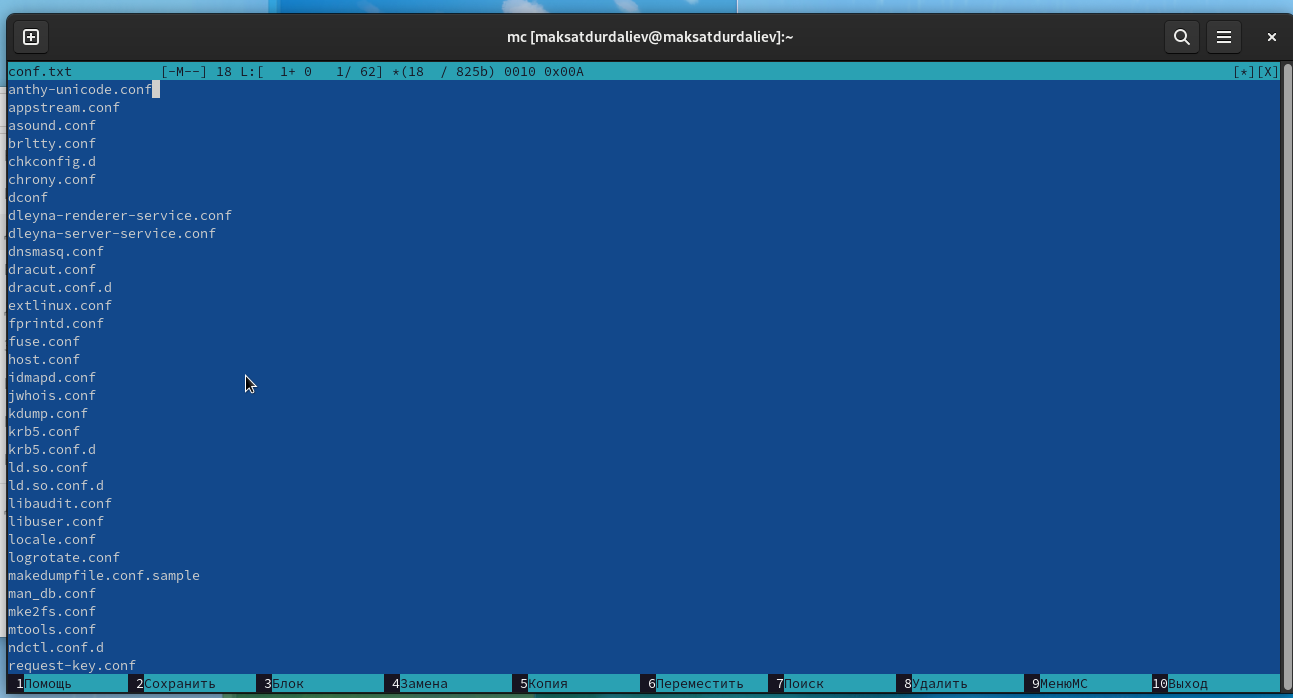 mc [maksatdurdaliev@maksatdurdaliev]:~
conf.txt [-M--] 18 L:[ 1+ 0 1/ 62] *(18 / 825b) 0010 0x00A [*][X]
anthy-unicode.conf
appstream.conf
asound.conf
brltty.conf
chkconfig.d
chrony.conf
dconf
dleyna-renderer-service.conf
dleyna-server-service.conf
dnsmasq.conf
dracut.conf
dracut.conf.d
extlinux.conf
fprintd.conf
fuse.conf
host.conf
idmapd.conf
jwhois.conf
kdump.conf
krb5.conf
krb5.conf.d
ld.so.conf
ld.so.conf.d
libaudit.conf
libuser.conf
locale.conf
logrotate.conf
makedumpfile.conf.sample
man_db.conf
mke2fs.conf
mtools.conf
ndctl.conf.d
request-key.conf
1Помощь 2Сохранить 3Блок 4Замена 5Копия 6Переместить 7Поиск 8Удалить 9МенюMC 10Выход